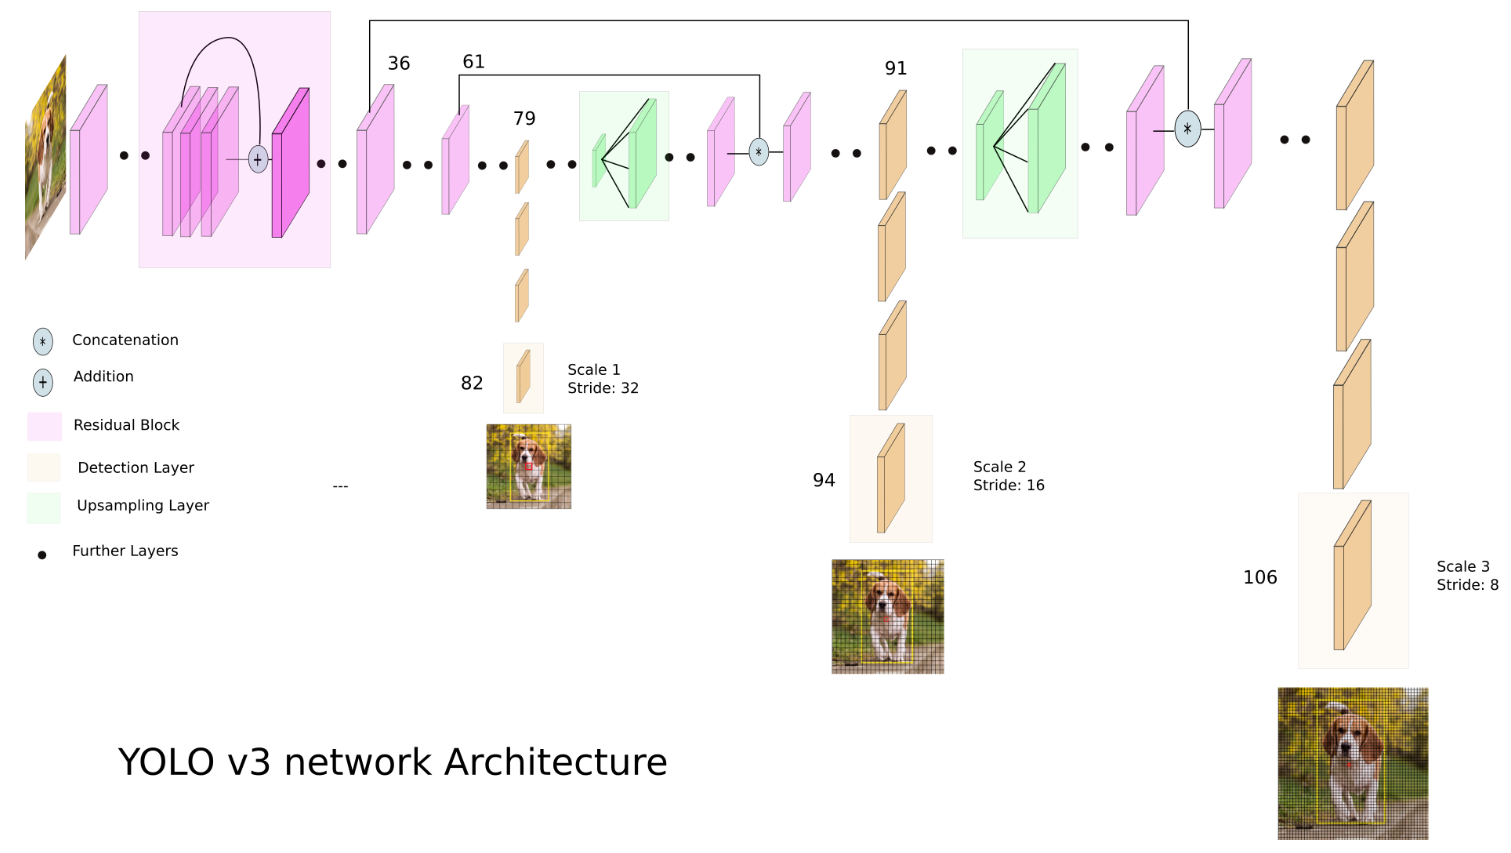 36
61
91
79
Concatenation
Addition
Residual Block
Detection Layer
Upsampling Layer
Further Layers
---
82
Scale 1
Stride: 32
94
Scale 2
Stride: 16
106
Scale 3
Stride: 8
YOLO v3 network Architecture